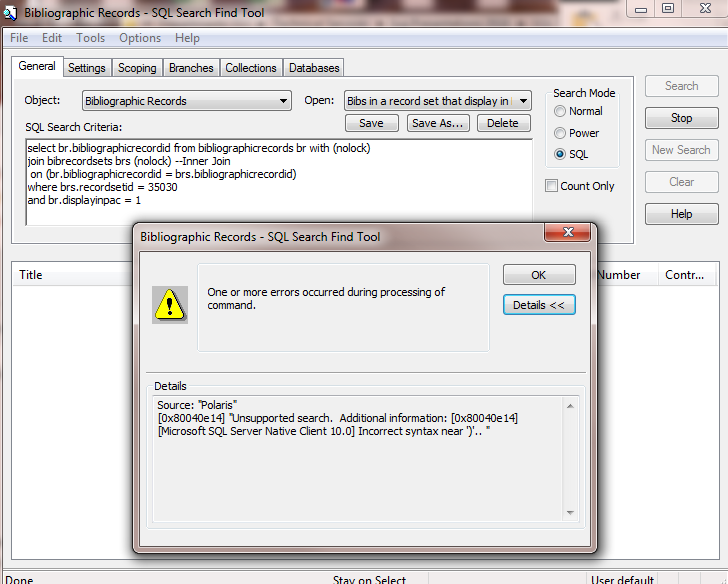 Bibliographic Records - SQL Search Find Tool
File Edit Tools Options Help
General Settings Scoping Branches Collections Databases
Object: Bibliographic Records Open: Bibs in a record set that display in
Save Save As... Delete
SQL Search Criteria:
select br.bibliographicrecordid from bibliographicrecords br with (nolock)
join bibrecordsets brs (nolock) --Inner Join
on (br.bibliographicrecordid = brs.bibliographicrecordid)
where brs.recordsetid = 35030
and br.displayinpac = 1
Search Mode
Normal
Power
SQL
Count Only
Search
Stop
New Search
Clear
Help
Title Number Contr...
Bibliographic Records - SQL Search Find Tool
One or more errors occurred during processing of
command.
OK
Details <<
Details
Source: "Polaris"
[0x80040e14] "Unsupported search. Additional information: [0x80040e14]
[Microsoft SQL Server Native Client 10.0] Incorrect syntax near ')'.. "
Done Stay on Select User default